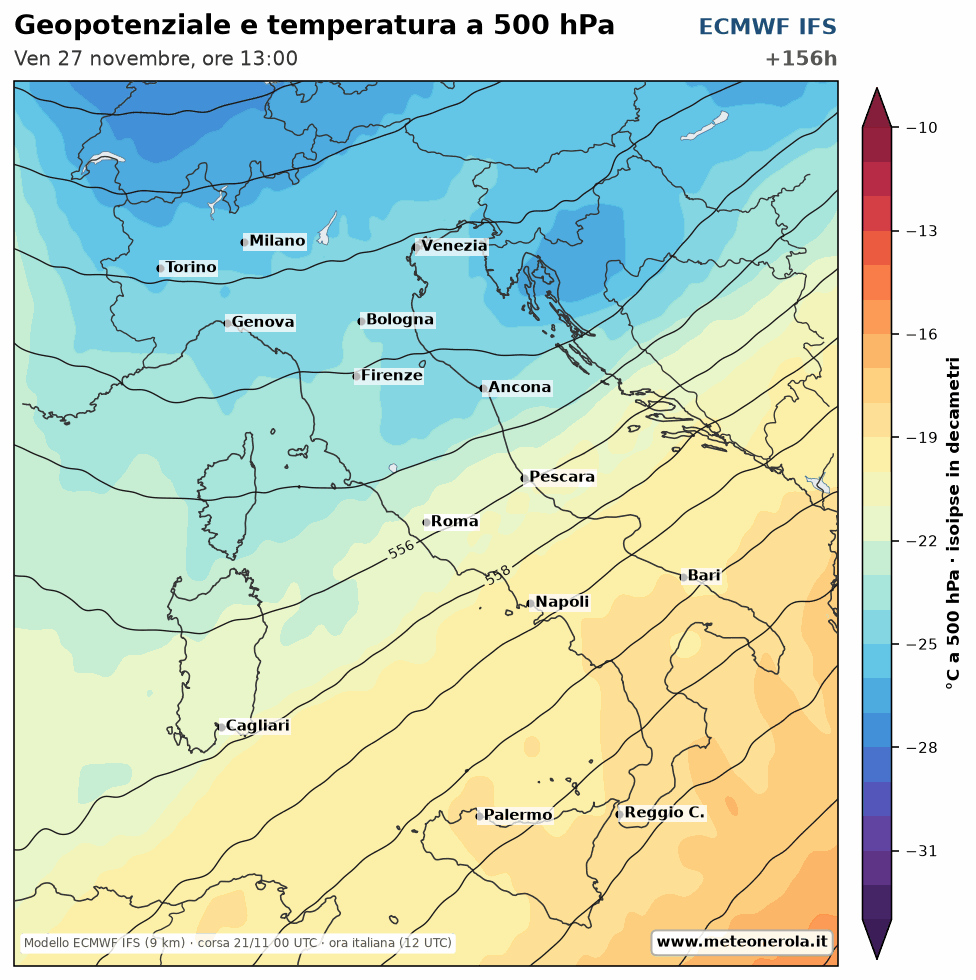 Geopotenziale e temperatura a 500 hPa
ECMWF IFS
Ven 27 novembre, ore 13:00
+156h
Milano
Venezia
Torino
Genova
Bologna
Firenze
Ancona
Pescara
Roma
556
558
Bari
Napoli
Cagliari
Palermo
Reggio C.
−10
−13
−16
−19
−22
−25
−28
−31
°C a 500 hPa · isoipse in decametri
Modello ECMWF IFS (9 km) · corsa 21/11 00 UTC · ora italiana (12 UTC)
www.meteonerola.it